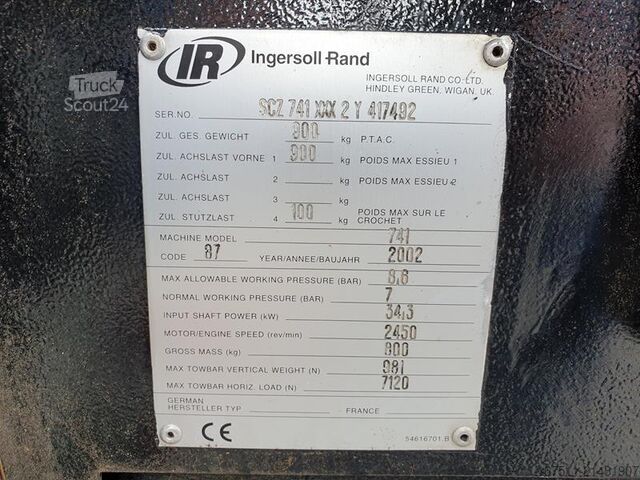 IR Ingersoll Rand
INGERSOLL RAND CO. LTD.
HINDLEY GREEN, WIGAN, UK.
Truck
Scout24
SER.NO. SCZ 741 XXX 2 Y 417492
ZUL. GES. GEWICHT 900 kg P.T.A.C.
ZUL. ACHSLAST VORNE 1 900 kg POIDS MAX ESSIEU 1
ZUL. ACHSLAST 2 kg POIDS MAX ESSIEU 2
ZUL. ACHSLAST 3 kg
ZUL. STUTZLAST 4 100 kg POIDS MAX SUR LE CROCHET
MACHINE MODEL 741
CODE 87 YEAR/ANNEE/BAUJAHR 2002
MAX ALLOWABLE WORKING PRESSURE (BAR) 8,6
NORMAL WORKING PRESSURE (BAR) 7
INPUT SHAFT POWER (kW) 34,3
MOTOR/ENGINE SPEED (rev/min) 2450
GROSS MASS (kg) 900
MAX TOWBAR VERTICAL WEIGHT (N) 981
MAX TOWBAR HORIZ. LOAD (N) 7120
GERMAN
HERSTELLER TYP FRANCE
CE 54616701.B